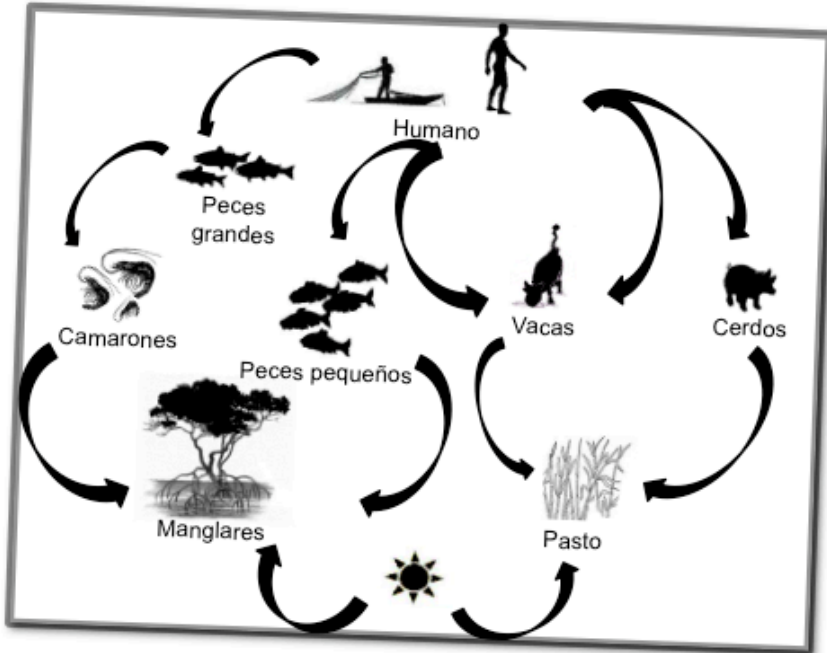 Humano
Peces
grandes
Camarones
Peces pequeños
Vacas
Cerdos
Manglares
Pasto